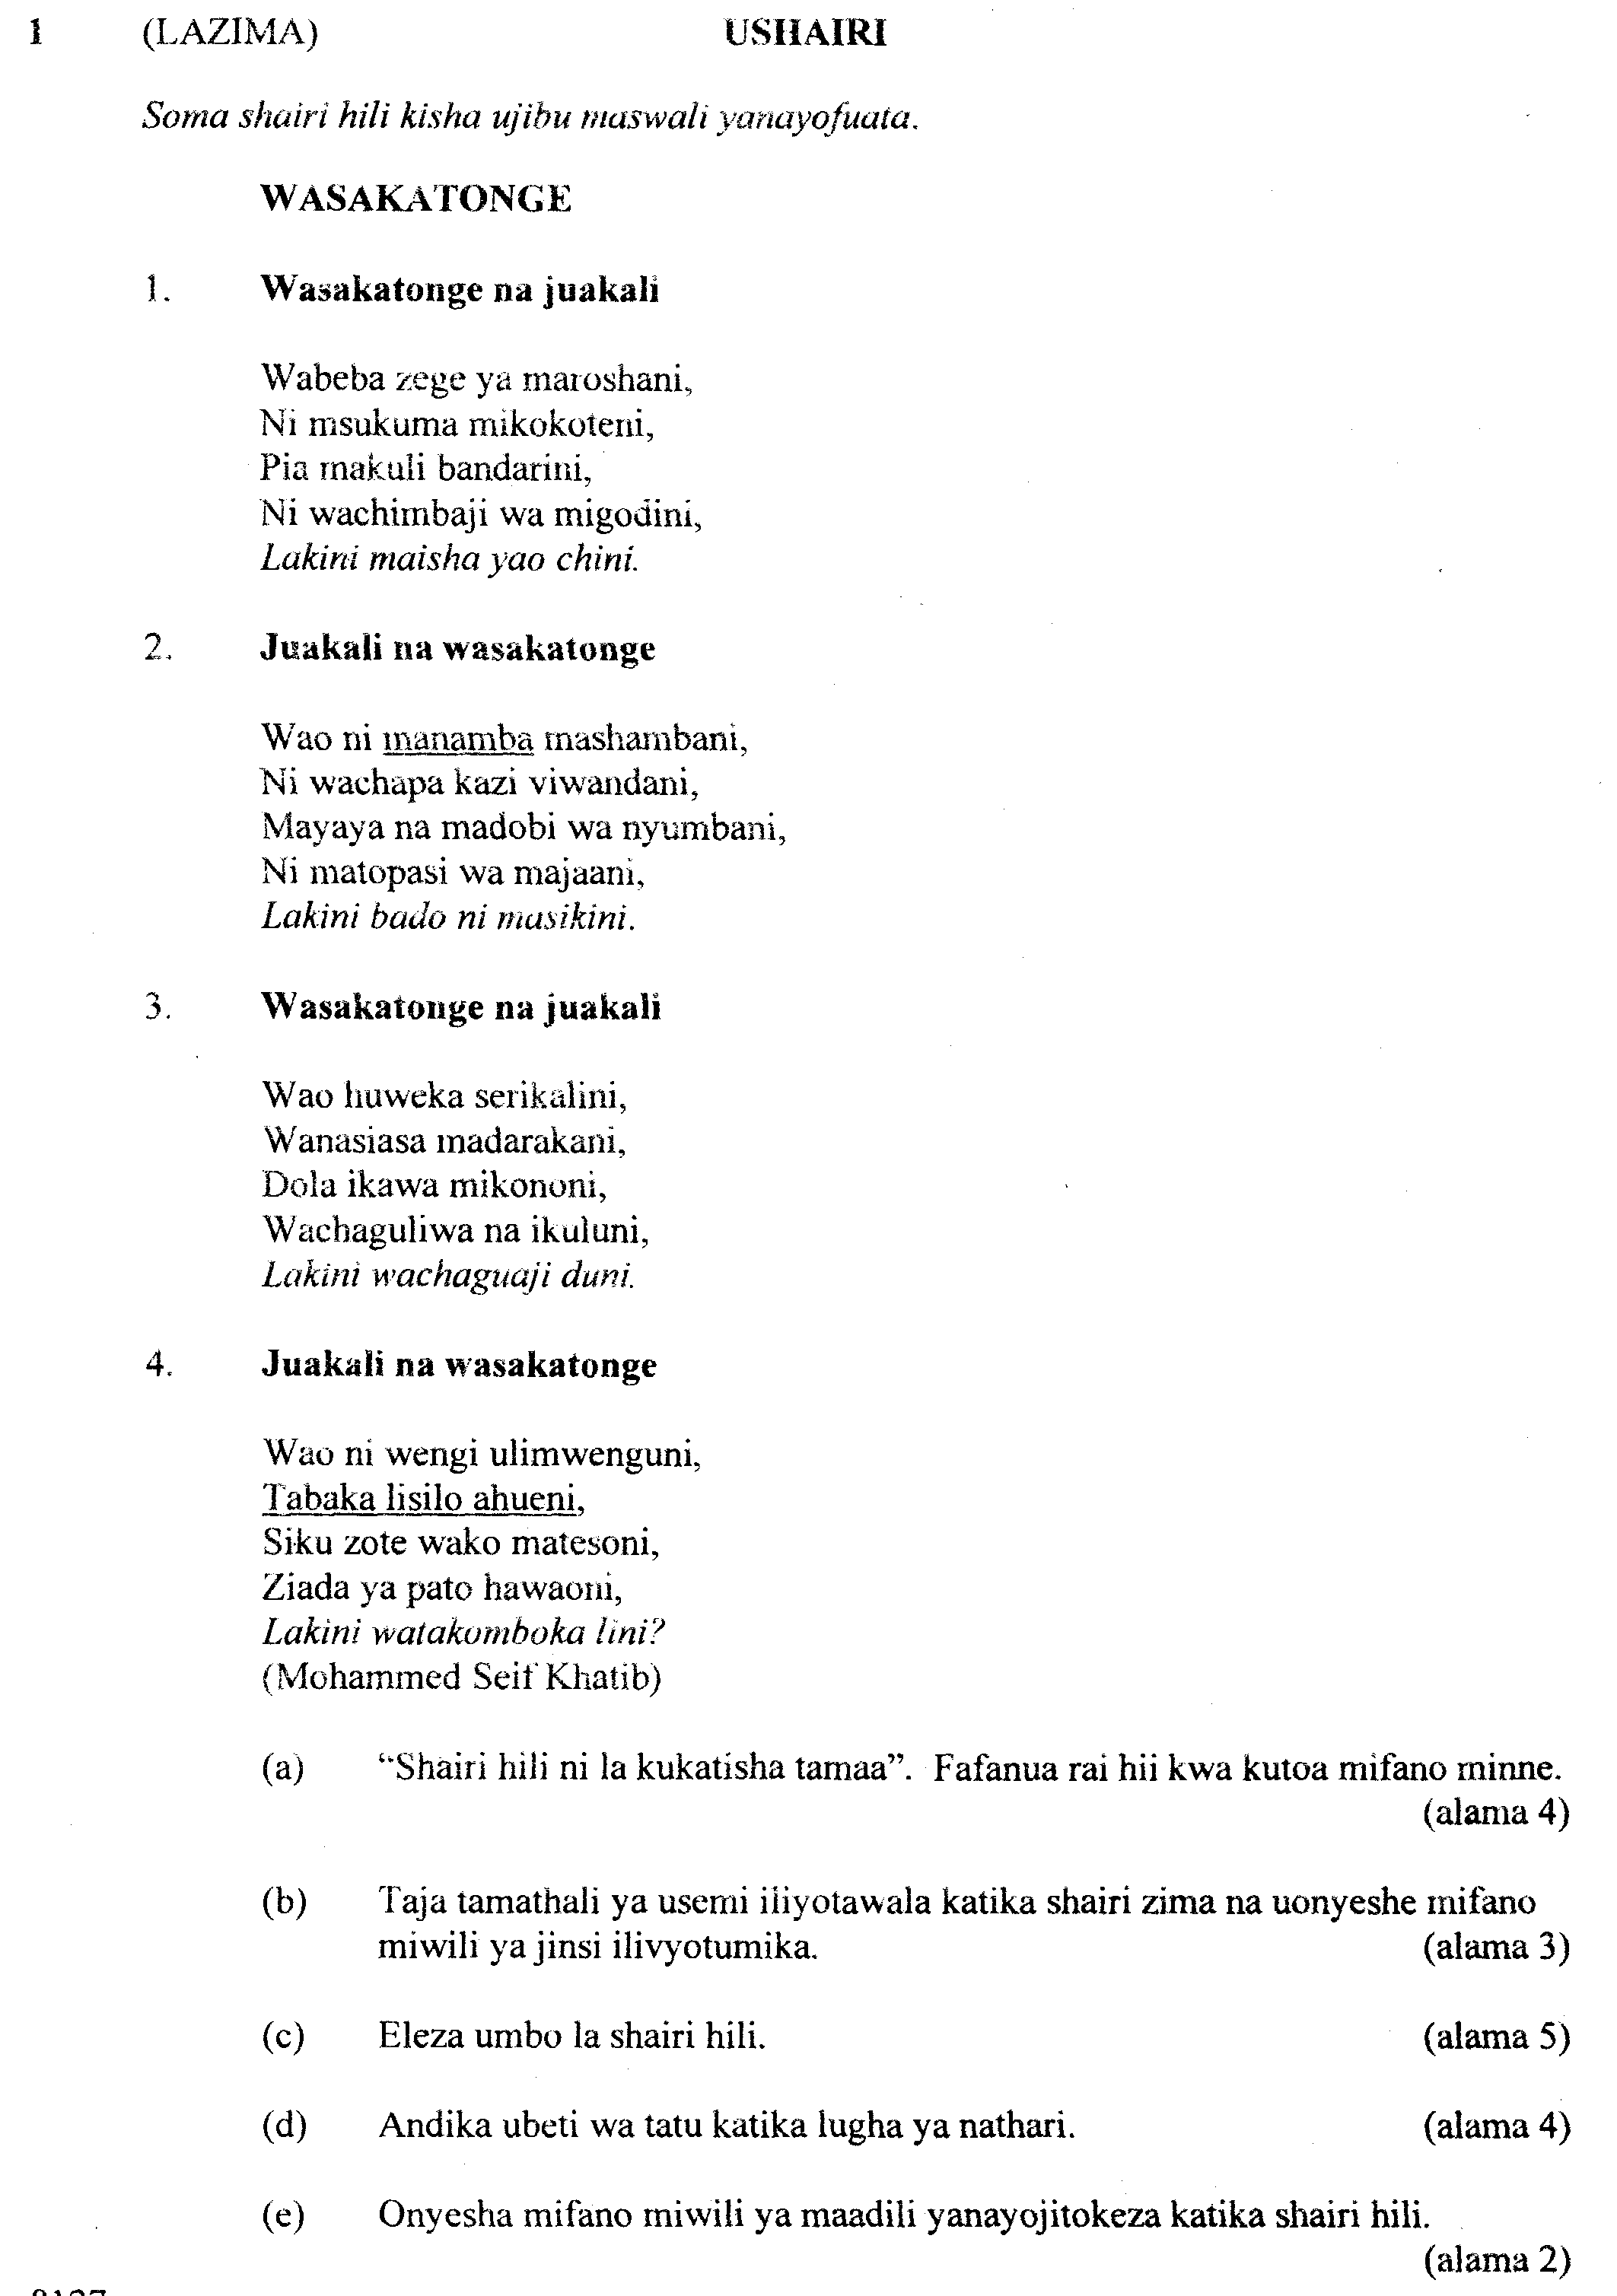 1 (LAZIMA) USHAIRI
Soma shairi hili kisha ujibu maswali yanayofuata.
WASAKATONGE
1. Wasakatonge na juakali
Wabeba zege ya maroshani,
Ni msukuma mikokoteni,
Pia makuli bandarini,
Ni wachimbaji wa migodini,
Lakini maisha yao chini.
2. Juakali na wasakatonge
Wao ni manamba mashambani,
Ni wachapa kazi viwandani,
Mayaya na madobi wa nyumbani,
Ni matopasi wa majaani,
Lakini bado ni masikini.
3. Wasakatonge na juakali
Wao huweka serikalini,
Wanasiasa madarakani,
Dola ikawa mikononi,
Wachaguliwa na ikuluni,
Lakini wachaguaji duni.
4. Juakali na wasakatonge
Wao ni wengi ulimwenguni,
Tabaka lisilo ahueni,
Siku zote wako matesoni,
Ziada ya pato hawaoni,
Lakini watakomboka lini?
(Mohammed Seif Khatib)
(a) “Shairi hili ni la kukatisha tamaa”. Fafanua rai hii kwa kutoa mifano minne.
(alama 4)
(b) Taja tamathali ya usemi iliyotawala katika shairi zima na uonyeshe mifano
miwili ya jinsi ilivyotumika. (alama 3)
(c) Eleza umbo la shairi hili. (alama 5)
(d) Andika ubeti wa tatu katika lugha ya nathari. (alama 4)
(e) Onyesha mifano miwili ya maadili yanayojitokeza katika shairi hili.
(alama 2)